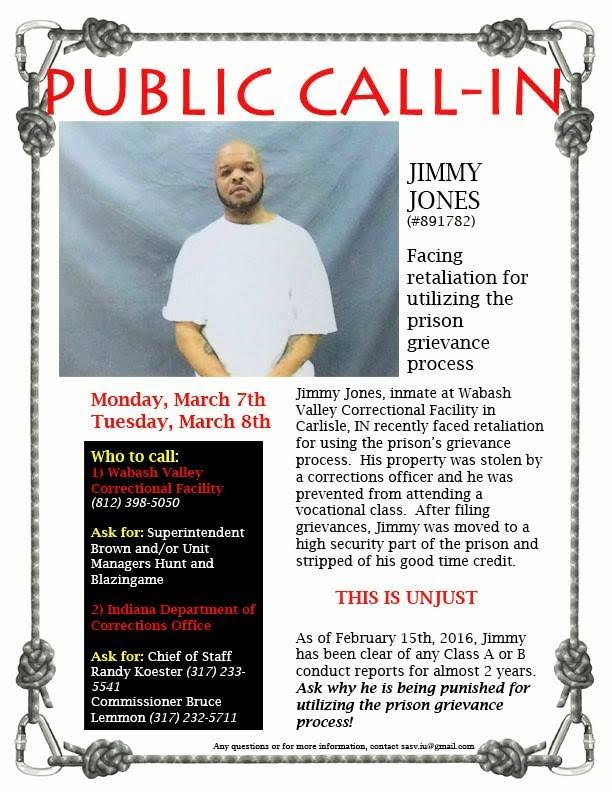 PUBLIC CALL-IN
JIMMY
JONES
(#891782)
Facing
retaliation for
utilizing the
prison
grievance
process
Monday, March 7th
Tuesday, March 8th
Who to call:
1) Wabash Valley
Correctional Facility
(812) 398-5050
Ask for: Superintendent
Brown and/or Unit
Managers Hunt and
Blazingame
2) Indiana Department of
Corrections Office
Ask for: Chief of Staff
Randy Koester (317) 233-
5541
Commissioner Bruce
Lemmon (317) 232-5711
Jimmy Jones, inmate at Wabash
Valley Correctional Facility in
Carlisle, IN recently faced retaliation
for using the prison's grievance
process. His property was stolen by
a corrections officer and he was
prevented from attending a
vocational class. After filing
grievances, Jimmy was moved to a
high security part of the prison and
stripped of his good time credit.
THIS IS UNJUST
As of February 15th, 2016, Jimmy
has been clear of any Class A or B
conduct reports for almost 2 years.
Ask why he is being punished for
utilizing the prison grievance
process!
Any questions or for more information, contact sasv.iu@gmail.com